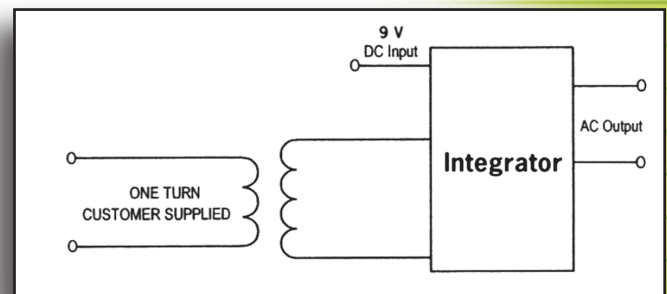 9 V
DC Input
AC Output
Integrator
ONE TURN
CUSTOMER SUPPLIED